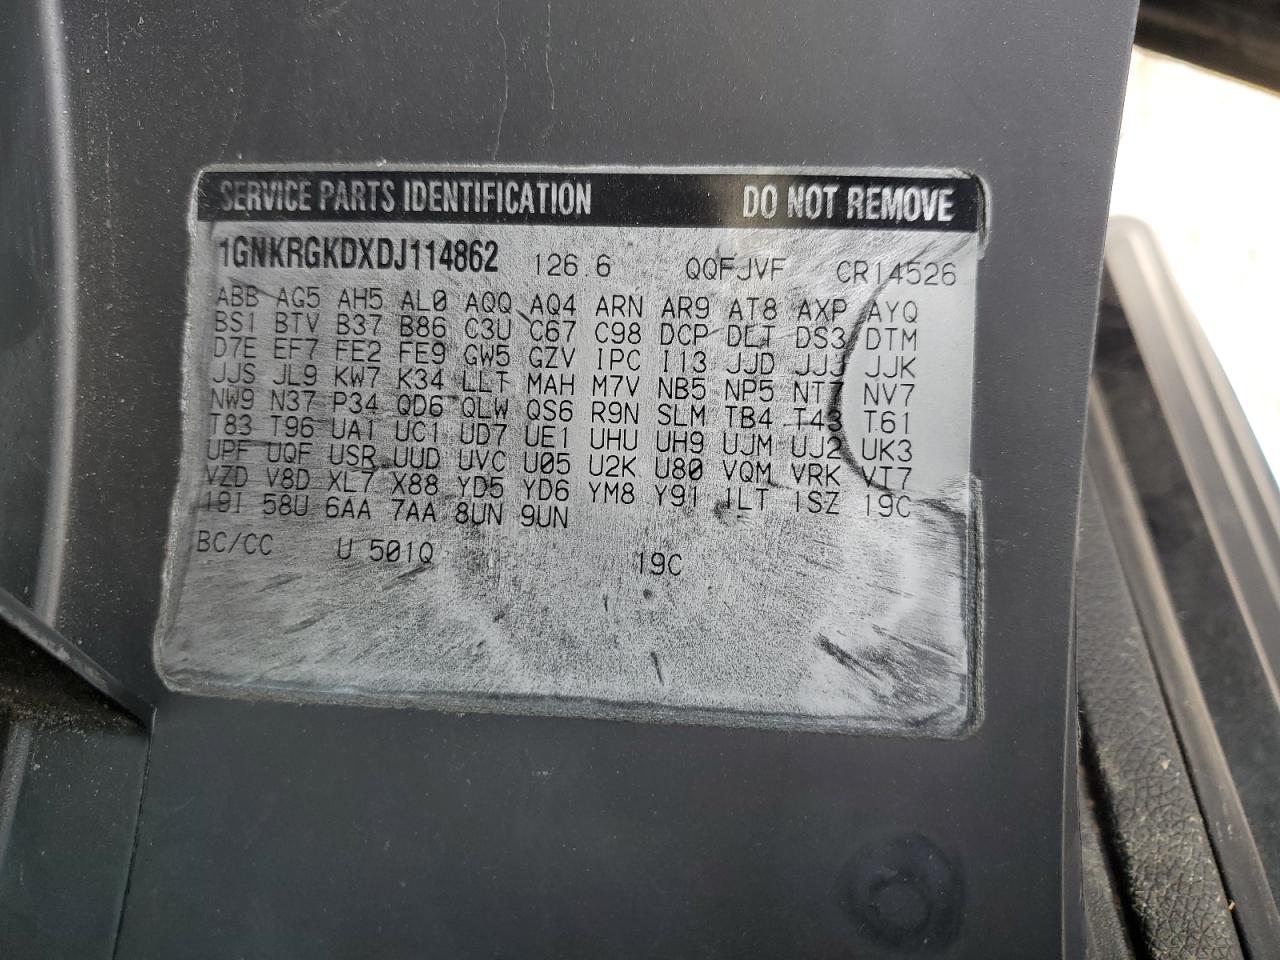 SERVICE PARTS IDENTIFICATION DO NOT REMOVE
1GNKRGKDXDJ114862 126 6 QQFJVF CR14526
ABB AG5 AH5 AL0 AQQ AQ4 ARN AR9 AT8 AXP AYQ
BS1 BTV B37 B86 C3U C67 C98 DCP DLT DS3 DTM
D7E EF7 FE2 FE9 GW5 GZV IPC I13 JJD JJJ JJK
JJS JL9 KW7 K34 LLT MAH M7V NB5 NP5 NT7 NV7
NW9 N37 P34 QD6 QLW QS6 R9N SLM TB4 T43 T61
T83 T96 UA1 UC1 UD7 UE1 UHU UH9 UJM UJ2 UK3
UPF UQF USR UUD UVC U05 U2K U80 VQM VRK VT7
VZD V8D XL7 X88 YD5 YD6 YM8 Y91 1LT 1SZ 19C
19I 58U 6AA 7AA 8UN 9UN
BC/CC U 501Q 19C